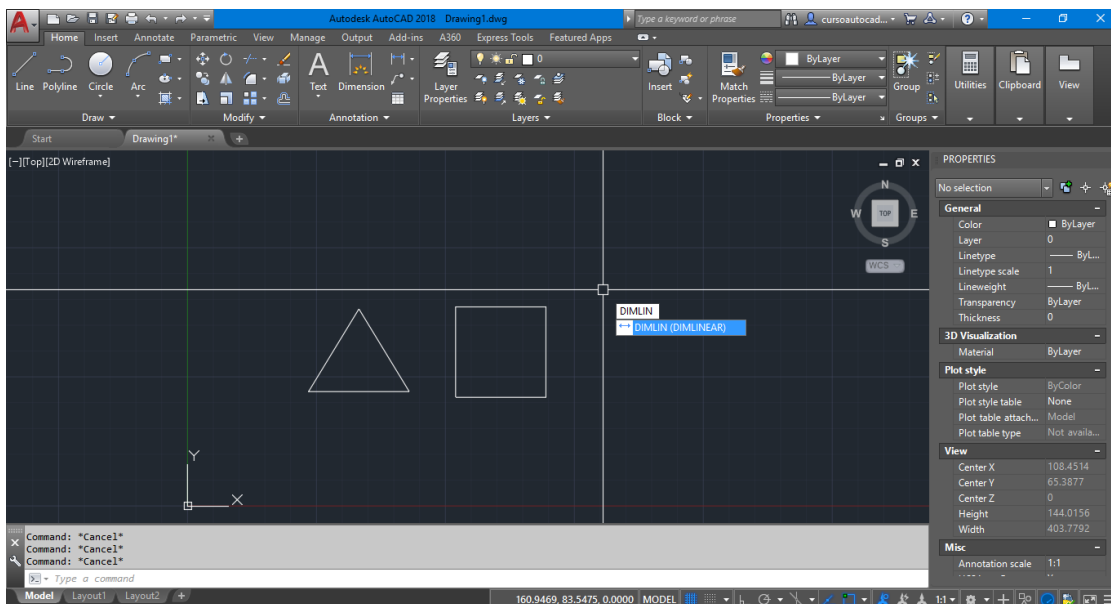 Autodesk AutoCAD 2018 Drawing1.dwg
Type a keyword or phrase
cursoautocad...
Home Insert Annotate Parametric View Manage Output Add-ins A360 Express Tools Featured Apps
Line Polyline Circle Arc
Draw
Modify
A
Text Dimension
Annotation
Layer Properties
0
Layers
Insert
Block
Match Properties
ByLayer
ByLayer
ByLayer
Properties
Group
Groups
Utilities
Clipboard
View
Start
Drawing1*
[−][Top][2D Wireframe]
N
W TOP E
S
WCS
DIMLIN
DIMLIN (DIMLINEAR)
Y
X
PROPERTIES
No selection
General
Color ByLayer
Layer 0
Linetype ByL...
Linetype scale 1
Lineweight ByL...
Transparency ByLayer
Thickness 0
3D Visualization
Material ByLayer
Plot style
Plot style ByColor
Plot style table None
Plot table attach... Model
Plot table type Not availa...
View
Center X 108.4514
Center Y 65.3877
Center Z 0
Height 144.0156
Width 403.7792
Misc
Annotation scale 1:1
Command: *Cancel*
Command: *Cancel*
Command: *Cancel*
Type a command
Model Layout1 Layout2 +
160.9469, 83.5475, 0.0000 MODEL
1:1